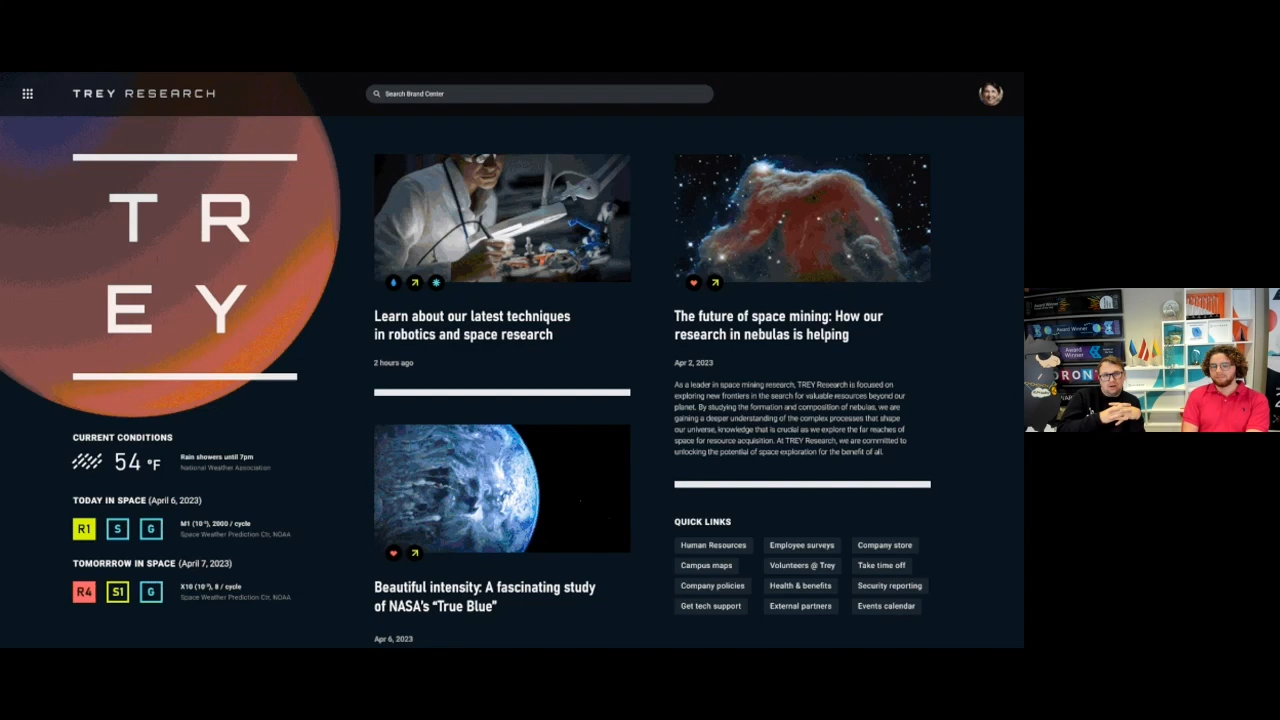 TREY RESEARCH
Search Brand Center
T R
E Y
CURRENT CONDITIONS
54 °F
Rain showers until 7pm
National Weather Association
TODAY IN SPACE (April 6, 2023)
R1 S G
M1 (10⁻⁵), 2000 / cycle
Space Weather Prediction Ctr, NOAA
TOMORRROW IN SPACE (April 7, 2023)
R4 S1 G
X10 (10⁻³), 8 / cycle
Space Weather Prediction Ctr, NOAA
Learn about our latest techniques
in robotics and space research
2 hours ago
Beautiful intensity: A fascinating study
of NASA's “True Blue”
Apr 6, 2023
The future of space mining: How our
research in nebulas is helping
Apr 2, 2023
As a leader in space mining research, TREY Research is focused on
exploring new frontiers in the search for valuable resources beyond our
planet. By studying the formation and composition of nebulas, we are
gaining a deeper understanding of the complex processes that shape
our universe, knowledge that is crucial as we explore the far reaches of
space for resource acquisition. At TREY Research, we are committed to
unlocking the potential of space exploration for the benefit of all.
QUICK LINKS
Human Resources Employee surveys Company store
Campus maps Volunteers @ Trey Take time off
Company policies Health & benefits Security reporting
Get tech support External partners Events calendar
Award Winner
Award Winner
Award
Winner